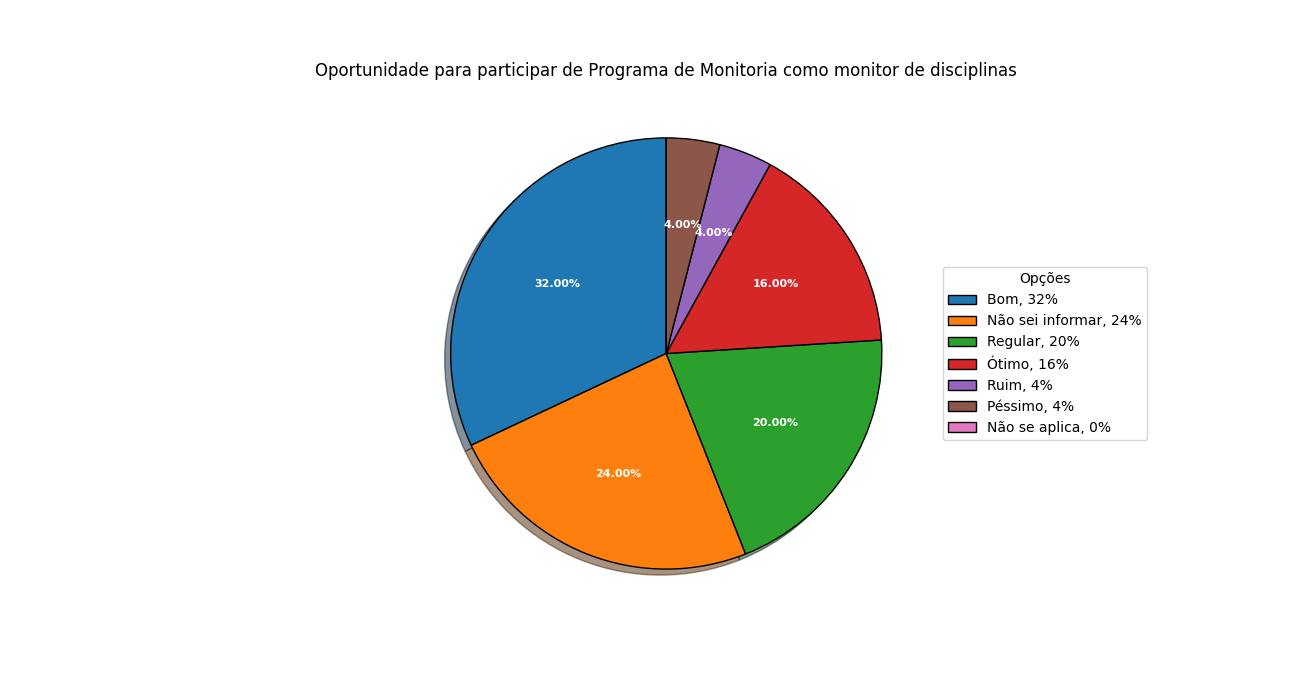 Oportunidade para participar de Programa de Monitoria como monitor de disciplinas
4.00%
4.00%
32.00%
16.00%
20.00%
24.00%
Opções
Bom, 32%
Não sei informar, 24%
Regular, 20%
Ótimo, 16%
Ruim, 4%
Péssimo, 4%
Não se aplica, 0%